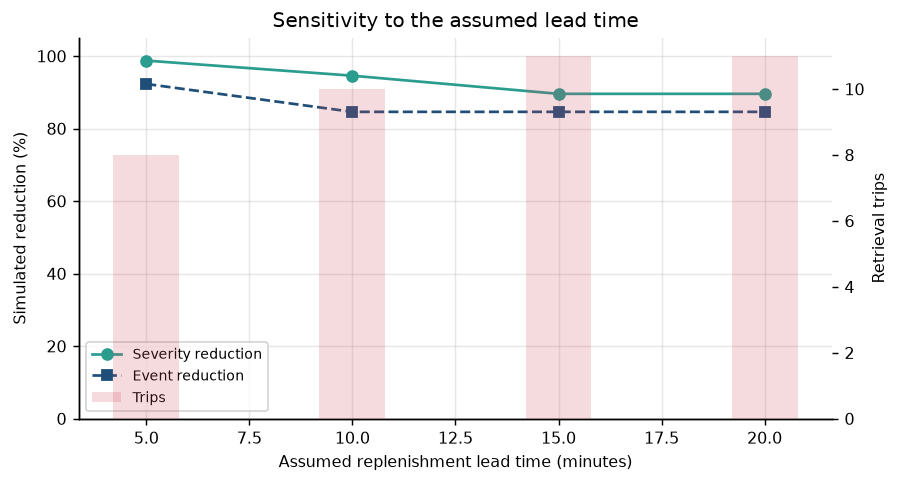 Sensitivity to the assumed lead time
Simulated reduction (%)
100
80
60
40
20
0
10
8
6
4
2
0
Retrieval trips
Severity reduction
Event reduction
Trips
5.0 7.5 10.0 12.5 15.0 17.5 20.0
Assumed replenishment lead time (minutes)